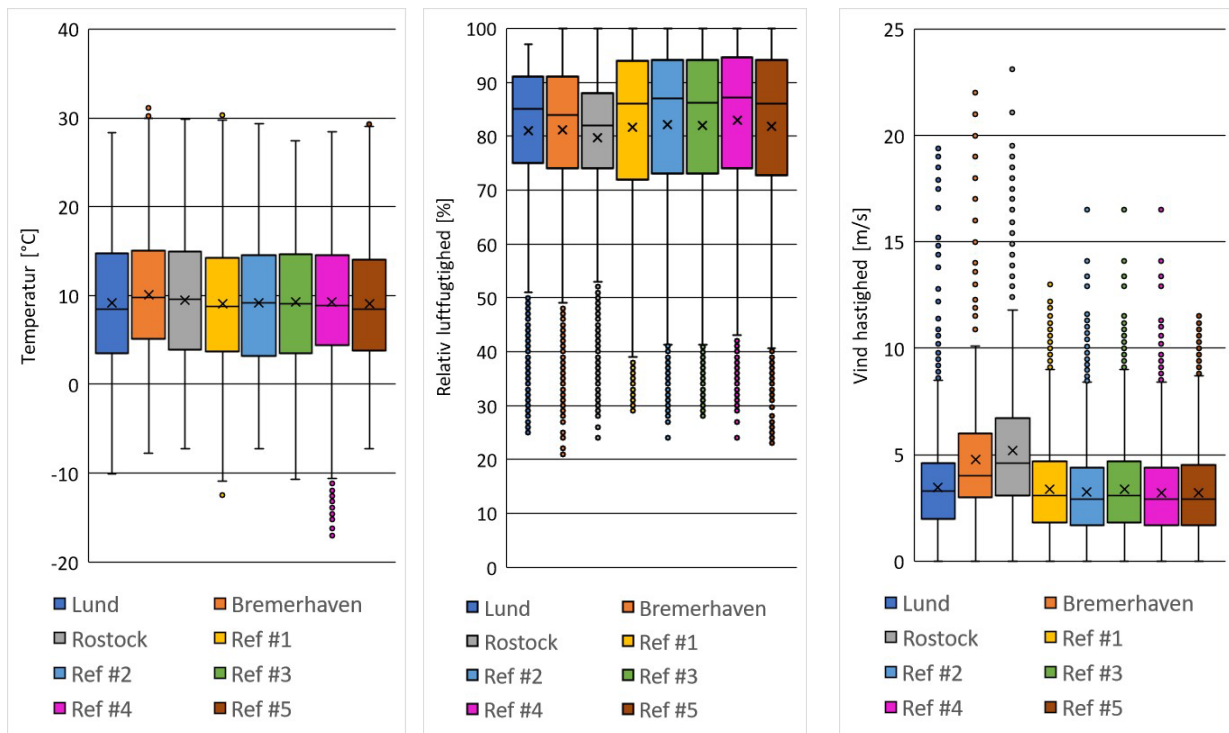 Temperatur [°C]
40
30
20
10
0
-10
-20
Lund
Bremerhaven
Rostock
Ref #1
Ref #2
Ref #3
Ref #4
Ref #5
Relativ luftfugtighed [%]
100
90
80
70
60
50
40
30
20
10
0
Lund
Bremerhaven
Rostock
Ref #1
Ref #2
Ref #3
Ref #4
Ref #5
Vind hastighed [m/s]
25
20
15
10
5
0
Lund
Bremerhaven
Rostock
Ref #1
Ref #2
Ref #3
Ref #4
Ref #5